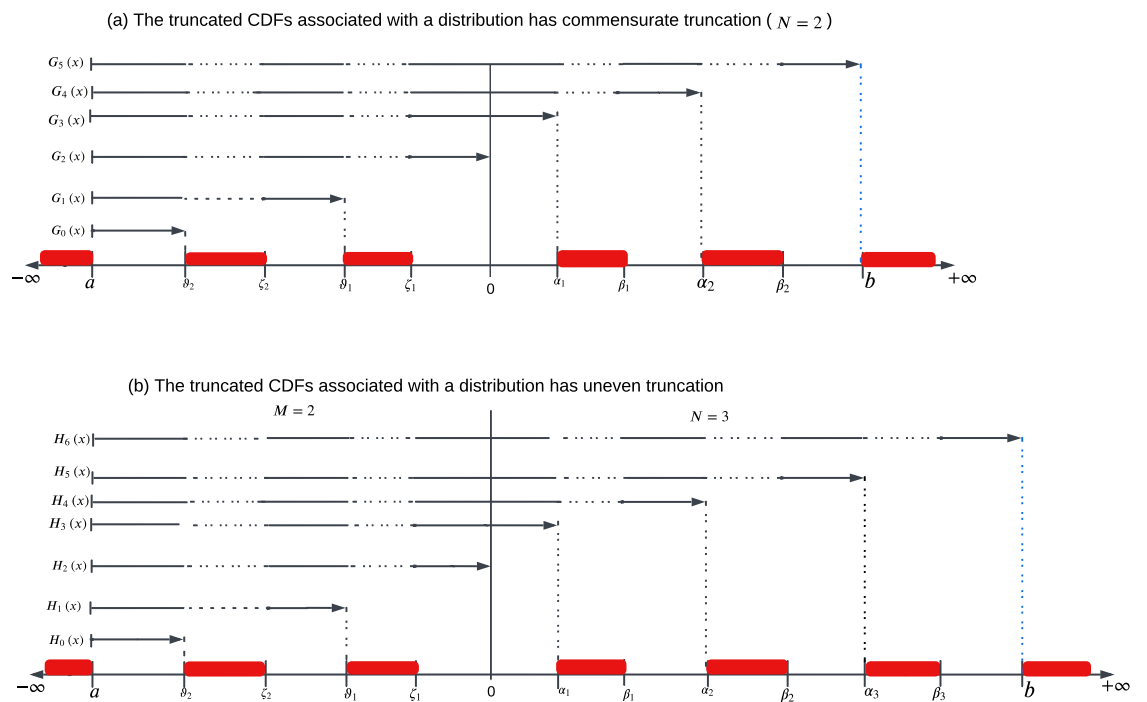 (a) The truncated CDFs associated with a distribution has commensurate truncation ( N = 2 )
G₅ (x)
G₄ (x)
G₃ (x)
G₂ (x)
G₁ (x)
G₀ (x)
−∞ a ϑ₂ ζ₂ ϑ₁ ζ₁ 0 α₁ β₁ α₂ β₂ b +∞
(b) The truncated CDFs associated with a distribution has uneven truncation
M = 2 N = 3
H₆ (x)
H₅ (x)
H₄ (x)
H₃ (x)
H₂ (x)
H₁ (x)
H₀ (x)
−∞ a ϑ₂ ζ₂ ϑ₁ ζ₁ 0 α₁ β₁ α₂ β₂ α₃ β₃ b +∞